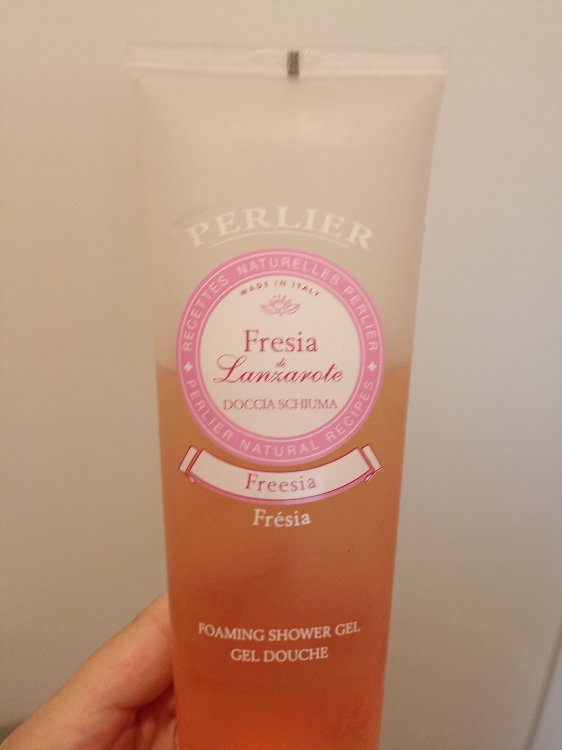 PERLIER
RECETTES NATURELLES PERLIER
MADE IN ITALY
Fresia
di
Lanzarote
DOCCIA SCHIUMA
PERLIER NATURAL RECIPES
Freesia
Frésia
FOAMING SHOWER GEL
GEL DOUCHE